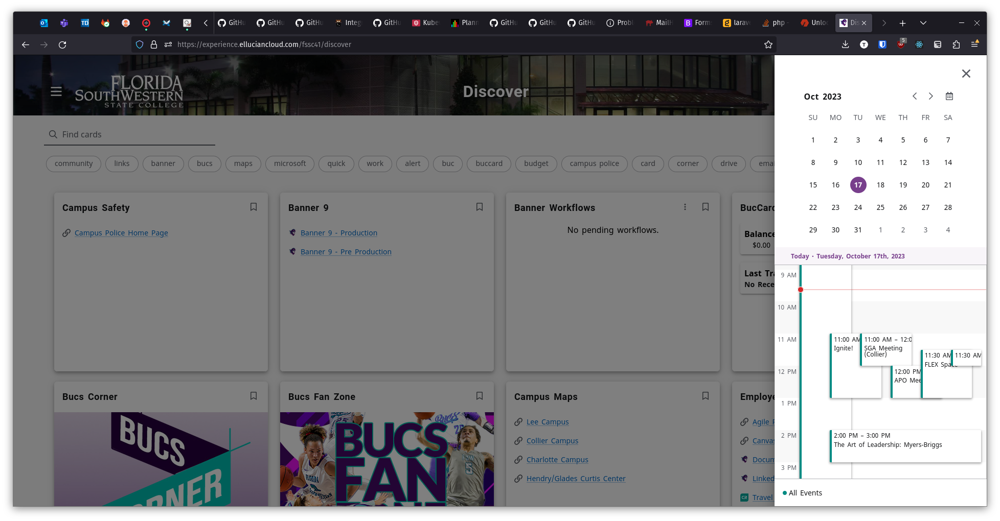 GitHu
GitHu
GitHu
Integ
GitHu
Kube
Plann
GitHu
GitHu
GitHu
Probl
MailH
Form
larav
php -
Unlo
Dis
https://experience.elluciancloud.com/fssc41/discover
5
FLORIDA
SOUTHWESTERN
STATE COLLEGE
Discover
Find cards
community
links
banner
bucs
maps
microsoft
quick
work
alert
buc
buccard
budget
campus police
card
corner
drive
emai
Campus Safety
Campus Police Home Page
Banner 9
Banner 9 - Production
Banner 9 - Pre Production
Banner Workflows
No pending workflows.
BucCard
Balance
$0.00
Last Tra
No Rece
Bucs Corner
BUCS
CORNER
Bucs Fan Zone
BUCS
FAN
Campus Maps
Lee Campus
Collier Campus
Charlotte Campus
Hendry/Glades Curtis Center
Employe
Agile F
Canvas
Docum
Linked
Travel
Oct 2023
SU MO TU WE TH FR SA
1 2 3 4 5 6 7
8 9 10 11 12 13 14
15 16 17 18 19 20 21
22 23 24 25 26 27 28
29 30 31 1 2 3 4
Today · Tuesday, October 17th, 2023
9 AM
10 AM
11 AM
12 PM
1 PM
2 PM
3 PM
11:00 AM
Ignite!
11:00 AM – 12:0
SGA Meeting
(Collier)
11:30 AM
FLEX Space
11:30 AM
12:00 PM
APO Mee
2:00 PM – 3:00 PM
The Art of Leadership: Myers-Briggs
All Events